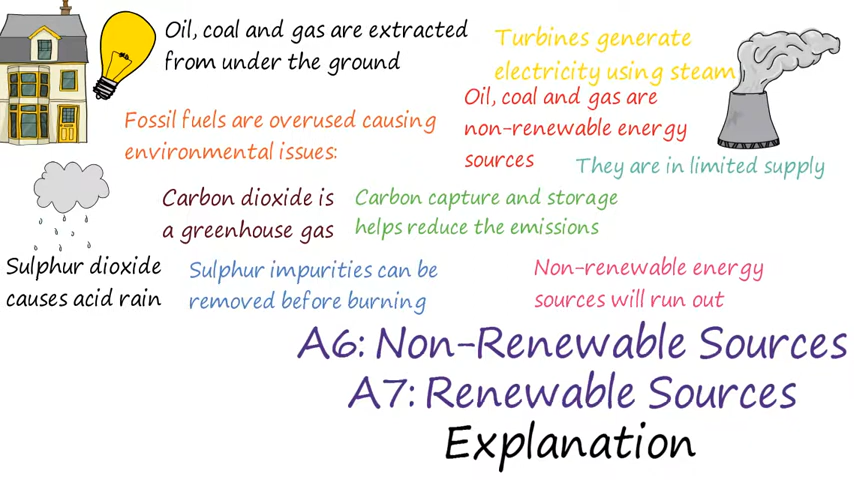 Oil, coal and gas are extracted
from under the ground
Turbines generate
electricity using steam
Oil, coal and gas are
non-renewable energy
sources
Fossil fuels are overused causing
environmental issues:
They are in limited supply
Carbon dioxide is
a greenhouse gas
Carbon capture and storage
helps reduce the emissions
Sulphur dioxide
causes acid rain
Sulphur impurities can be
removed before burning
Non-renewable energy
sources will run out
A6: Non-Renewable Sources
A7: Renewable Sources
Explanation